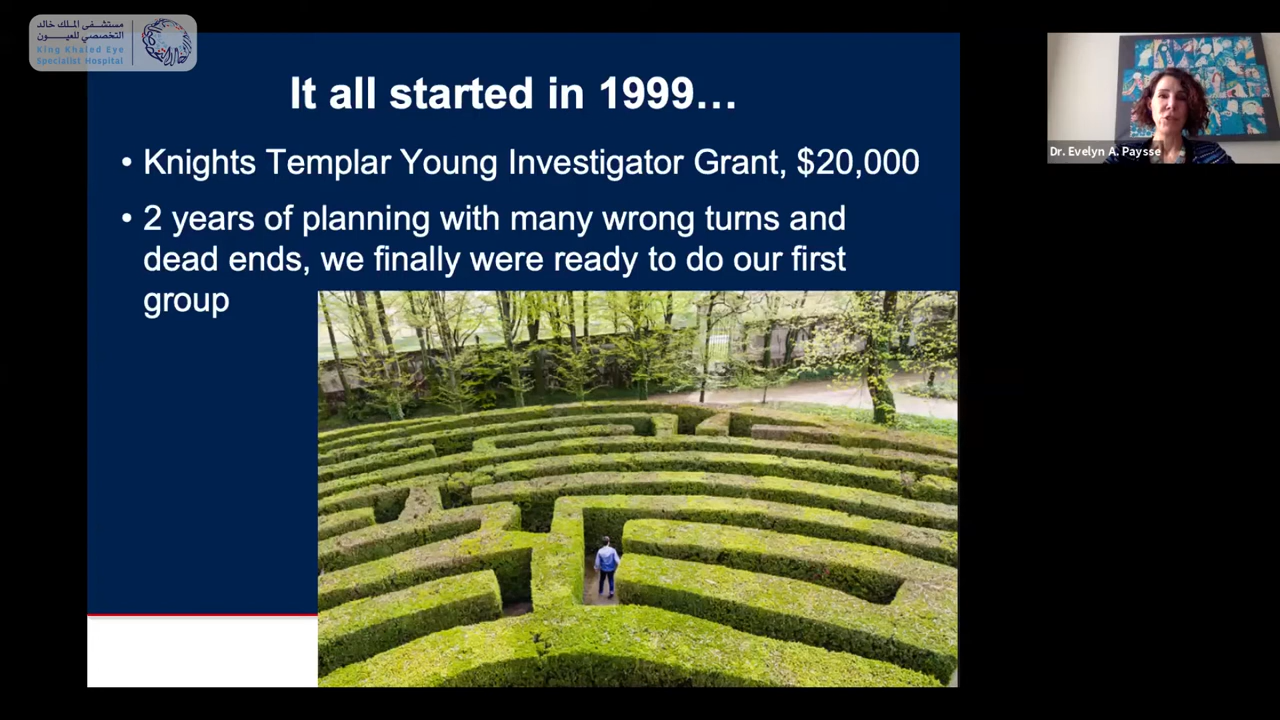 مستشفى الملك خالد
التخصصي للعيون
King Khaled Eye
Specialist Hospital
It all started in 1999…
• Knights Templar Young Investigator Grant, $20,000
• 2 years of planning with many wrong turns and
dead ends, we finally were ready to do our first
group
Dr. Evelyn A. Paysse